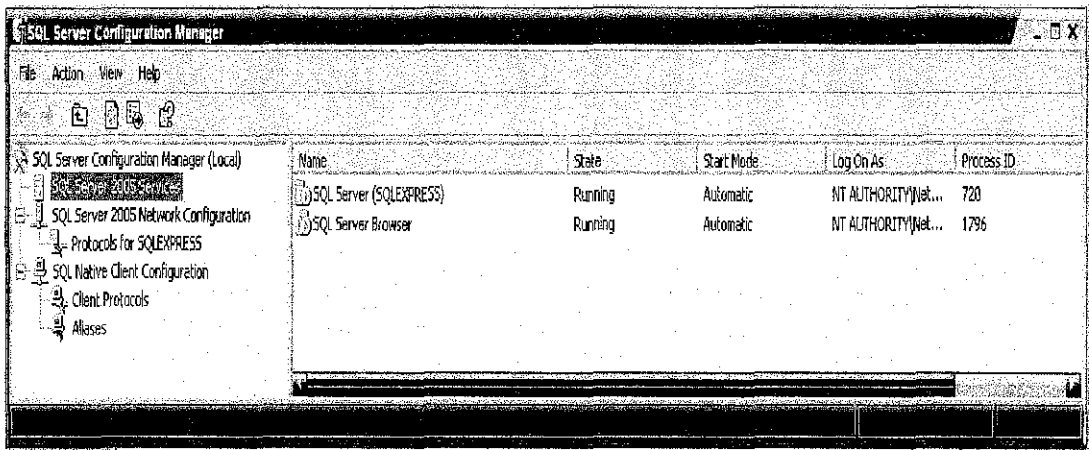 SQL Server Configuration Manager
File Action View Help
SQL Server Configuration Manager (Local)
SQL Server 2005 Services
SQL Server 2005 Network Configuration
Protocols for SQLEXPRESS
SQL Native Client Configuration
Client Protocols
Aliases
Name State Start Mode Log On As Process ID
SQL Server (SQLEXPRESS) Running Automatic NT AUTHORITY\Net... 720
SQL Server Browser Running Automatic NT AUTHORITY\Net... 1796